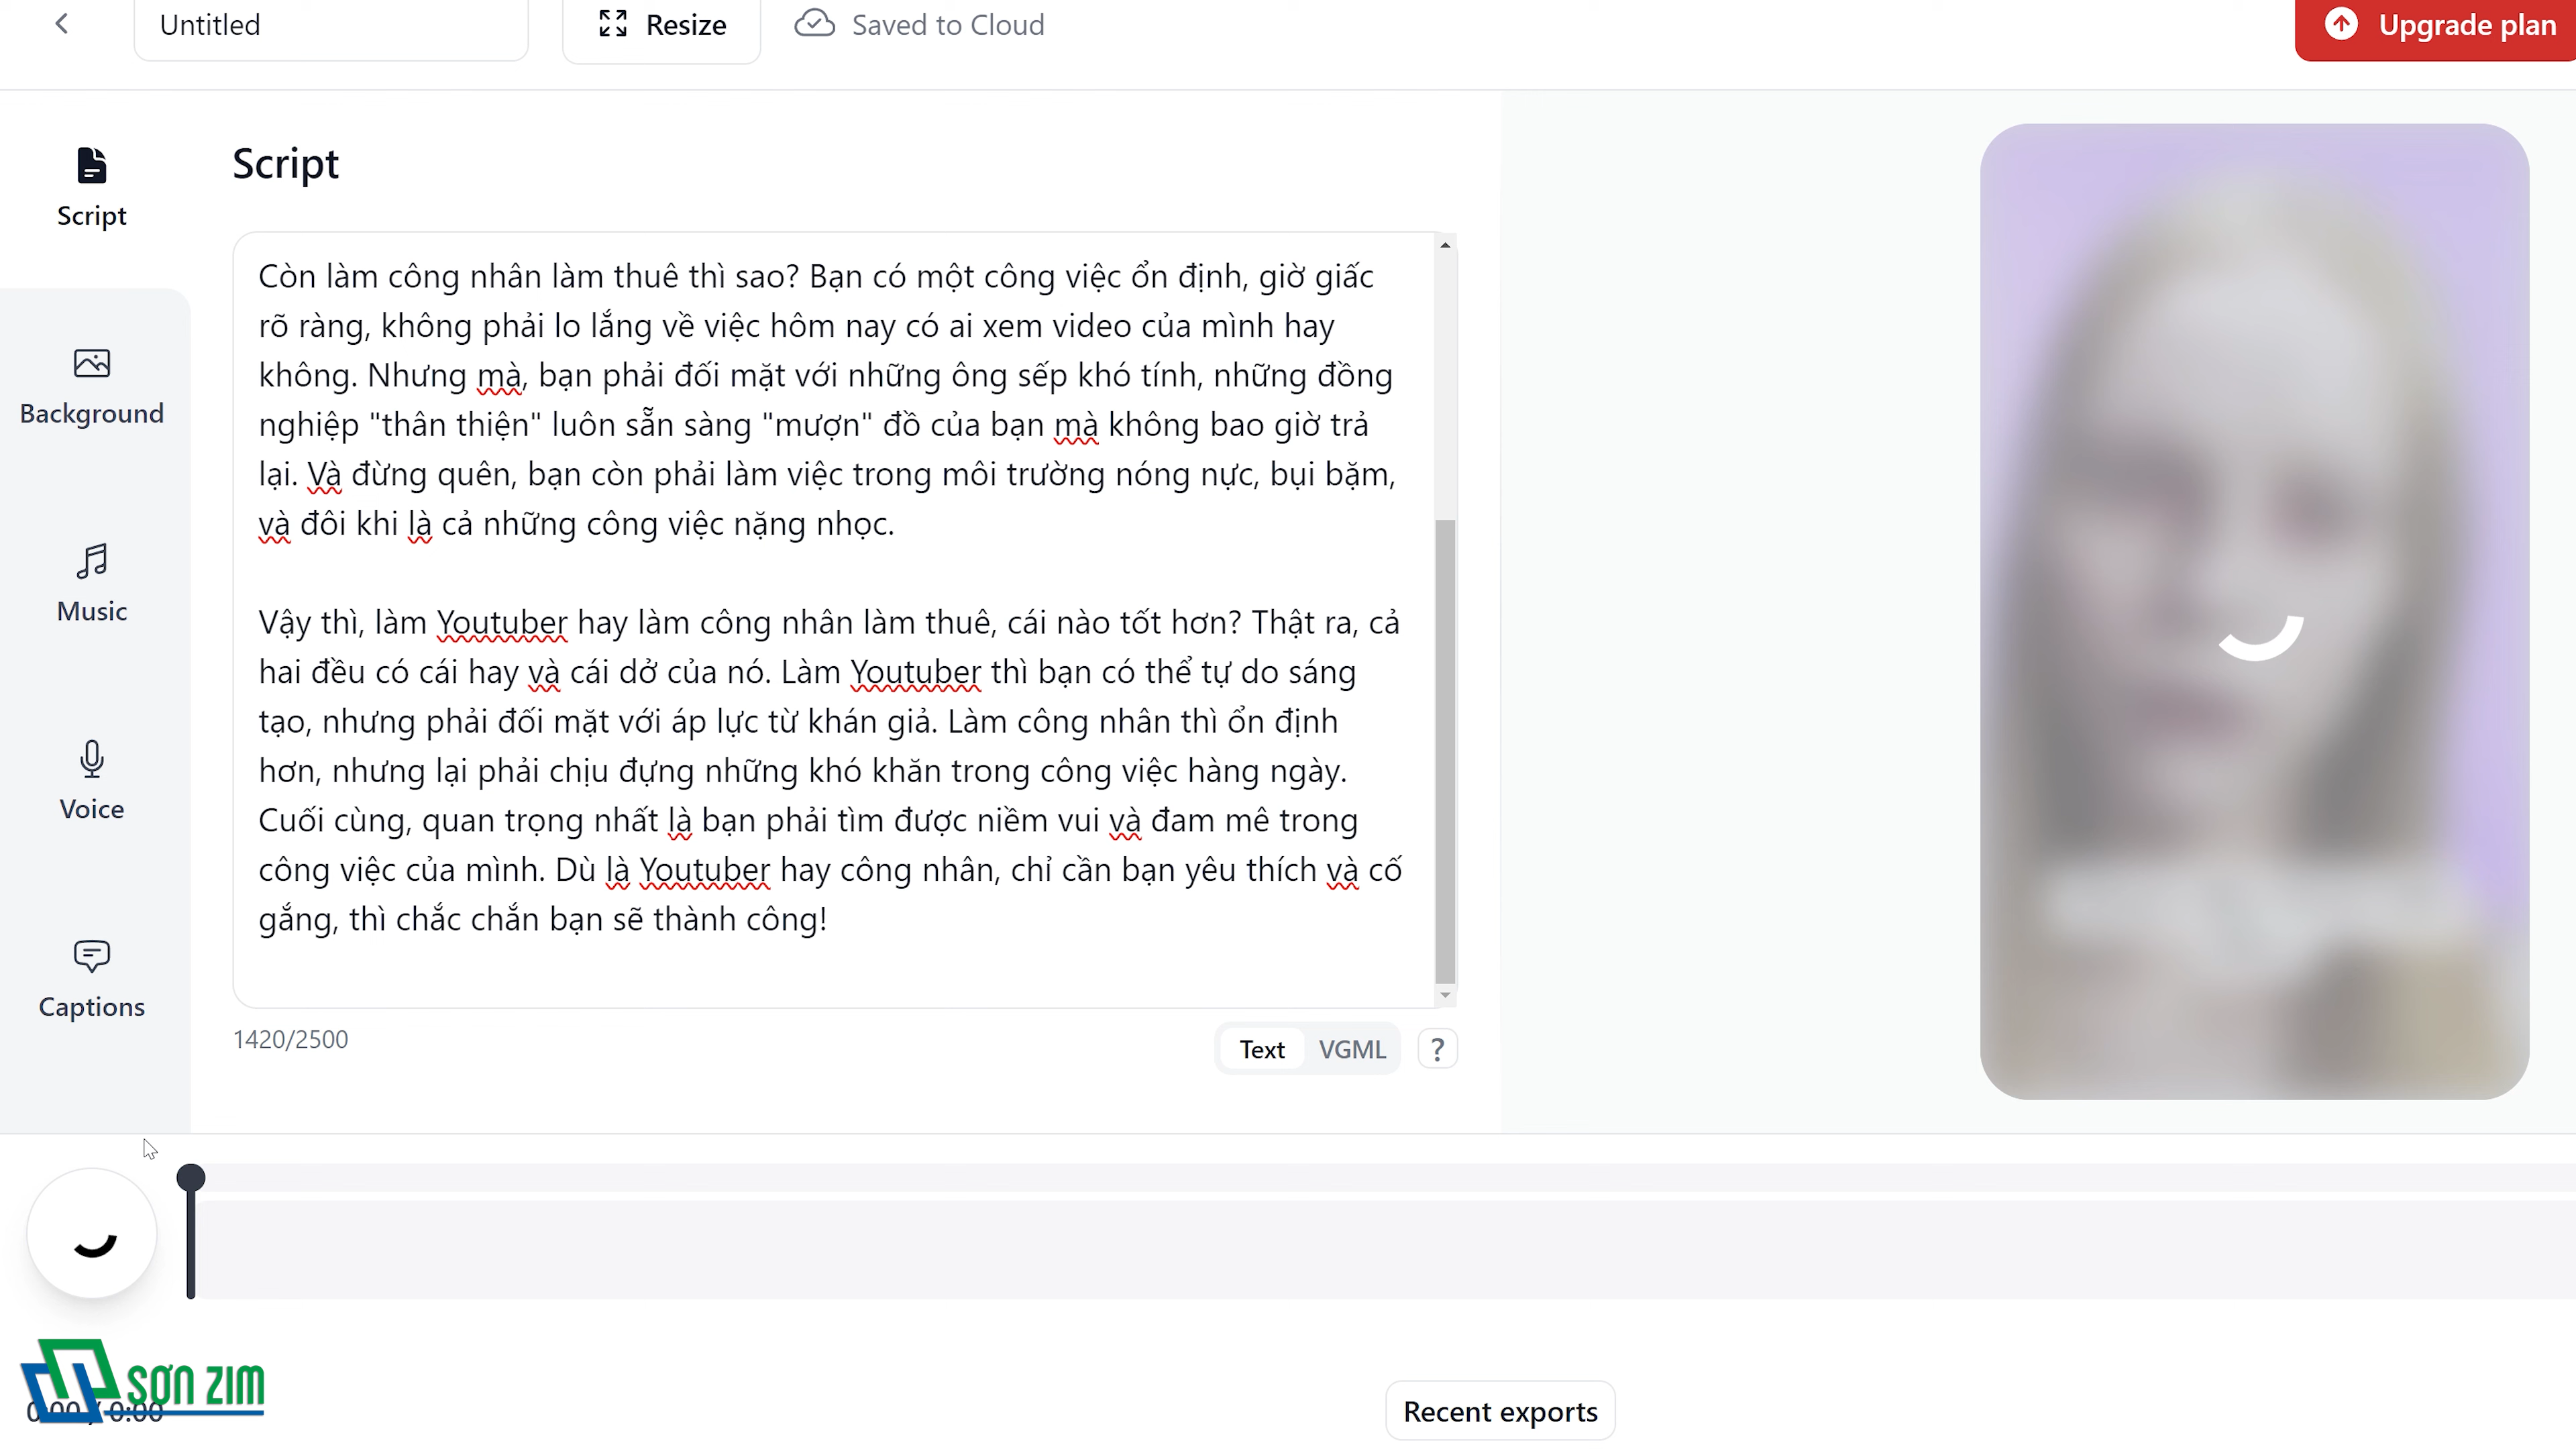 Untitled
Resize
Saved to Cloud
Upgrade plan
Script
Script
Background
Music
Voice
Captions
Còn làm công nhân làm thuê thì sao? Bạn có một công việc ổn định, giờ giấc
rõ ràng, không phải lo lắng về việc hôm nay có ai xem video của mình hay
không. Nhưng mà, bạn phải đối mặt với những ông sếp khó tính, những đồng
nghiệp "thân thiện" luôn sẵn sàng "mượn" đồ của bạn mà không bao giờ trả
lại. Và đừng quên, bạn còn phải làm việc trong môi trường nóng nực, bụi bặm,
và đôi khi là cả những công việc nặng nhọc.
Vậy thì, làm Youtuber hay làm công nhân làm thuê, cái nào tốt hơn? Thật ra, cả
hai đều có cái hay và cái dở của nó. Làm Youtuber thì bạn có thể tự do sáng
tạo, nhưng phải đối mặt với áp lực từ khán giả. Làm công nhân thì ổn định
hơn, nhưng lại phải chịu đựng những khó khăn trong công việc hàng ngày.
Cuối cùng, quan trọng nhất là bạn phải tìm được niềm vui và đam mê trong
công việc của mình. Dù là Youtuber hay công nhân, chỉ cần bạn yêu thích và cố
gắng, thì chắc chắn bạn sẽ thành công!
1420/2500
Text
VGML
?
SƠN ZIM
0:00 / 0:00
Recent exports